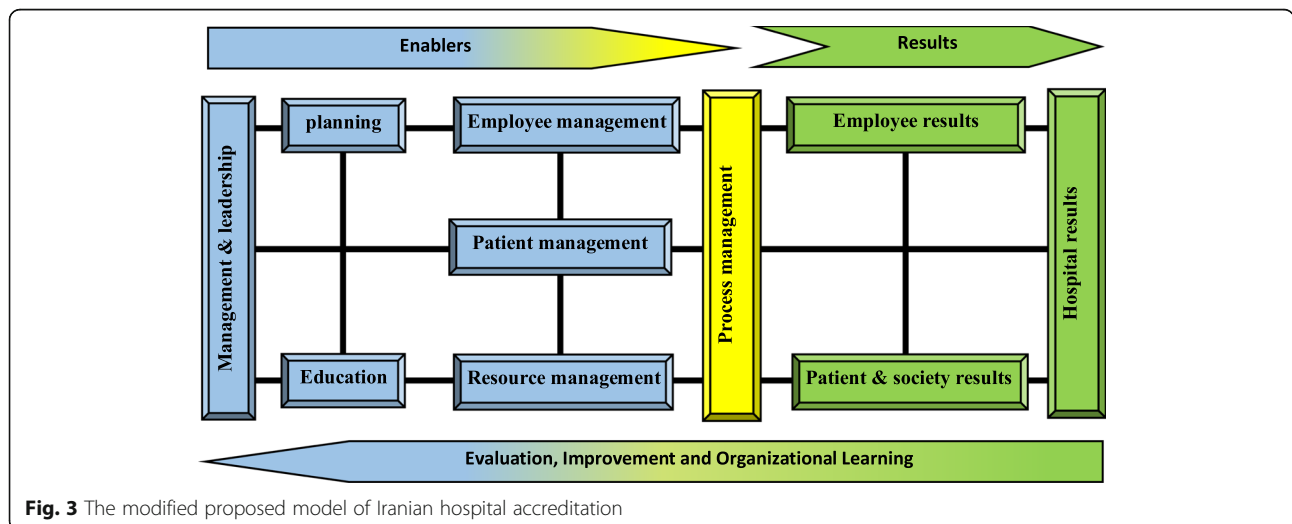 Enablers
Results
Management & leadership
planning
Employee management
Process management
Employee results
Hospital results
Patient management
Education
Resource management
Patient & society results
Evaluation, Improvement and Organizational Learning
Fig. 3 The modified proposed model of Iranian hospital accreditation